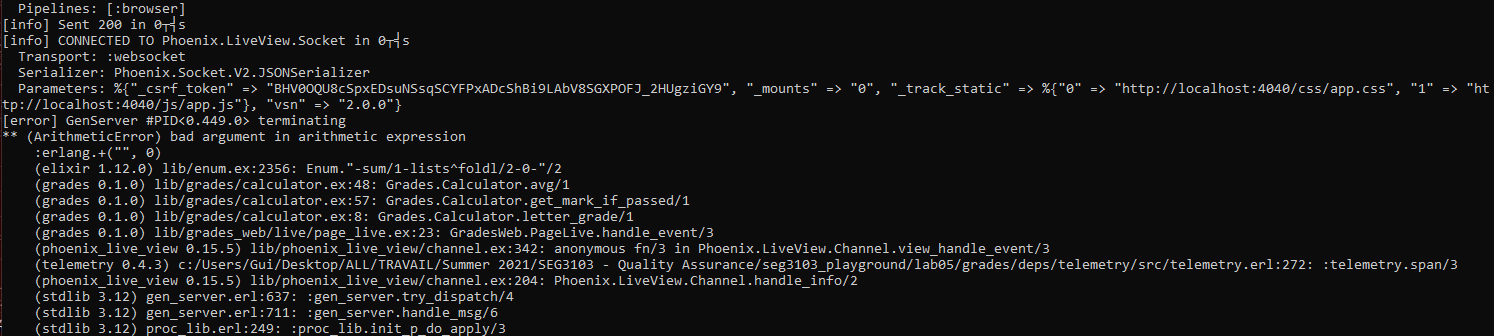 Pipelines: [:browser]
[info] Sent 200 in 0┬╡s
[info] CONNECTED TO Phoenix.LiveView.Socket in 0┬╡s
Transport: :websocket
Serializer: Phoenix.Socket.V2.JSONSerializer
Parameters: %{"_csrf_token" => "BHV0OQU8cSpxEDsuNSsqSCYFPxADcShBi9LAbV8SGXPOFJ_2HUgziGY9", "_mounts" => "0", "_track_static" => %{"0" => "http://localhost:4040/css/app.css", "1" => "ht
tp://localhost:4040/js/app.js"}, "vsn" => "2.0.0"}
[error] GenServer #PID<0.449.0> terminating
** (ArithmeticError) bad argument in arithmetic expression
:erlang.+("", 0)
(elixir 1.12.0) lib/enum.ex:2356: Enum."-sum/1-lists^foldl/2-0-"/2
(grades 0.1.0) lib/grades/calculator.ex:48: Grades.Calculator.avg/1
(grades 0.1.0) lib/grades/calculator.ex:57: Grades.Calculator.get_mark_if_passed/1
(grades 0.1.0) lib/grades/calculator.ex:8: Grades.Calculator.letter_grade/1
(grades 0.1.0) lib/grades_web/live/page_live.ex:23: GradesWeb.PageLive.handle_event/3
(phoenix_live_view 0.15.5) lib/phoenix_live_view/channel.ex:342: anonymous fn/3 in Phoenix.LiveView.Channel.view_handle_event/3
(telemetry 0.4.3) c:/Users/Gui/Desktop/ALL/TRAVAIL/Summer 2021/SEG3103 - Quality Assurance/seg3103_playground/lab05/grades/deps/telemetry/src/telemetry.erl:272: :telemetry.span/3
(phoenix_live_view 0.15.5) lib/phoenix_live_view/channel.ex:204: Phoenix.LiveView.Channel.handle_info/2
(stdlib 3.12) gen_server.erl:637: :gen_server.try_dispatch/4
(stdlib 3.12) gen_server.erl:711: :gen_server.handle_msg/6
(stdlib 3.12) proc_lib.erl:249: :proc_lib.init_p_do_apply/3